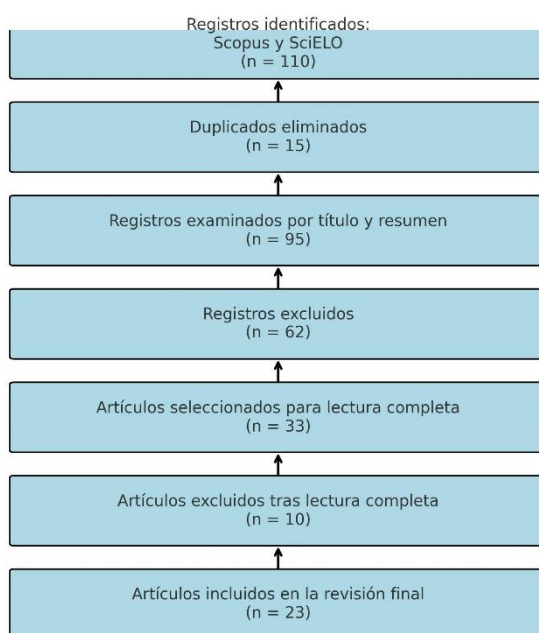 Registros identificados:
Scopus y SciELO
(n = 110)
Duplicados eliminados
(n = 15)
Registros examinados por título y resumen
(n = 95)
Registros excluidos
(n = 62)
Artículos seleccionados para lectura completa
(n = 33)
Artículos excluidos tras lectura completa
(n = 10)
Artículos incluidos en la revisión final
(n = 23)